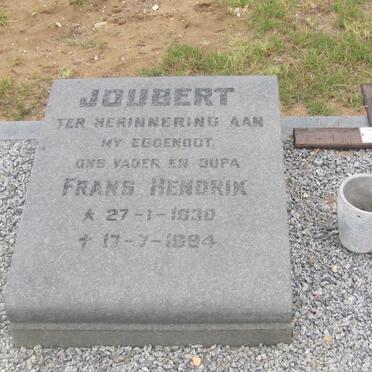 JOUBERT
TER HERINNERING AAN
MY EGGENOOT,
ONS VADER EN OUPA
FRANS HENDRIK
★ 27-1-1930
✝ 17-7-1994